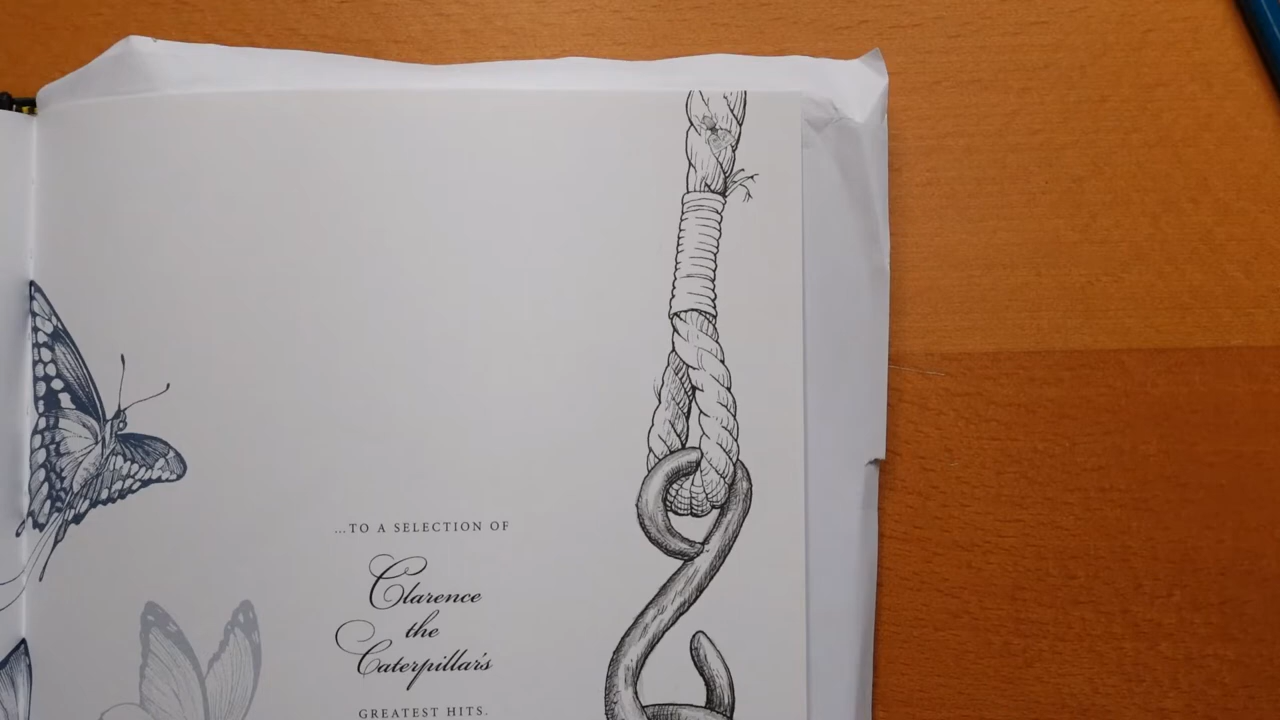 ...TO A SELECTION OF
Clarence
the
Caterpillar's
GREATEST HITS.